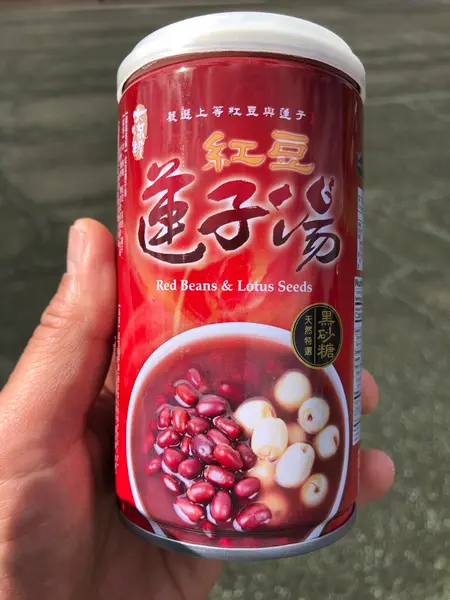 嚴選上等紅豆與蓮子
紅豆
蓮子湯
Red Beans & Lotus Seeds
黑砂糖
天然特選